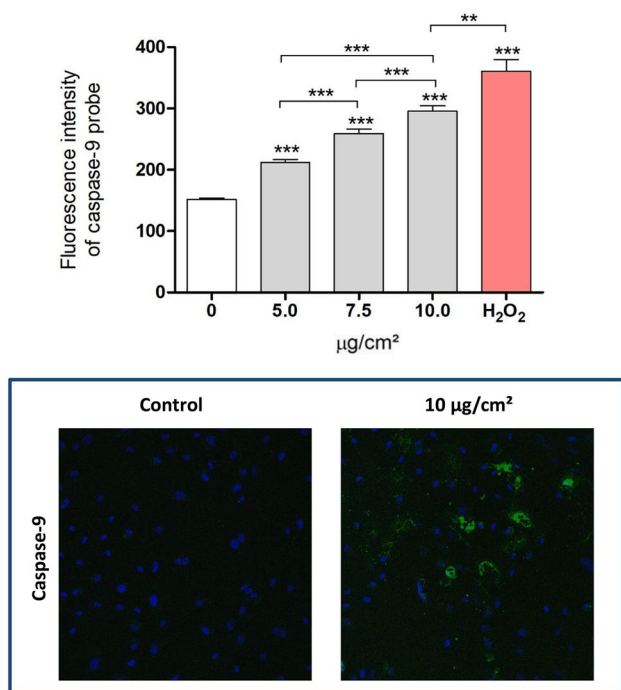 Fluorescence intensity
of caspase-9 probe
400
300
200
100
0
**
***
***
***
***
***
***
***
0 5.0 7.5 10.0 H₂O₂
µg/cm²
Control 10 µg/cm²
Caspase-9